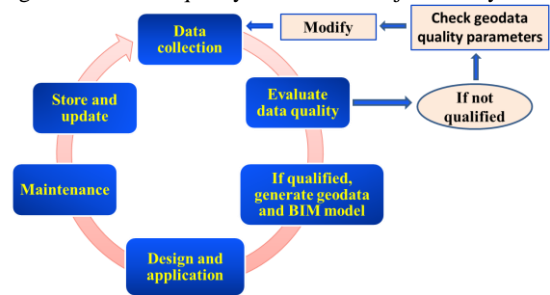 Data
collection
Modify
Check geodata
quality parameters
Evaluate
data quality
If not
qualified
If qualified,
generate geodata
and BIM model
Design and
application
Maintenance
Store and
update